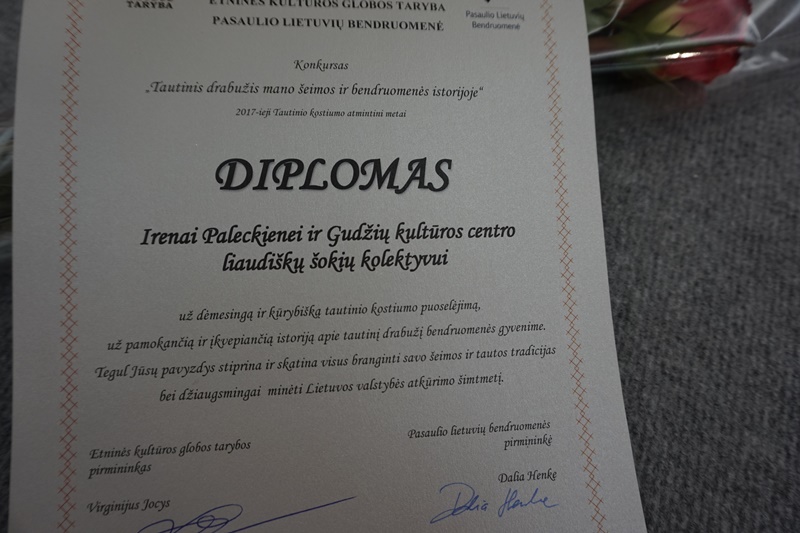 TARYBA
ETNINĖS KULTŪROS GLOBOS TARYBA
PASAULIO LIETUVIŲ BENDRUOMENĖ
Pasaulio Lietuvių
Bendruomenė
Konkursas
„Tautinis drabužis mano šeimos ir bendruomenės istorijoje“
2017-ieji Tautinio kostiumo atmintini metai
DIPLOMAS
Irenai Paleckienei ir Gudžių kultūros centro
liaudiškų šokių kolektyvui
už dėmesingą ir kūrybišką tautinio kostiumo puoselėjimą,
už pamokančią ir įkvepiančią istoriją apie tautinį drabužį bendruomenės gyvenime.
Tegul Jūsų pavyzdys stiprina ir skatina visus branginti savo šeimos ir tautos tradicijas
bei džiaugsmingai minėti Lietuvos valstybės atkūrimo šimtmetį.
Etninės kultūros globos tarybos
pirmininkas
Virginijus Jocys
Pasaulio lietuvių bendruomenės
pirmininkė
Dalia Henkė
Dalia Henke